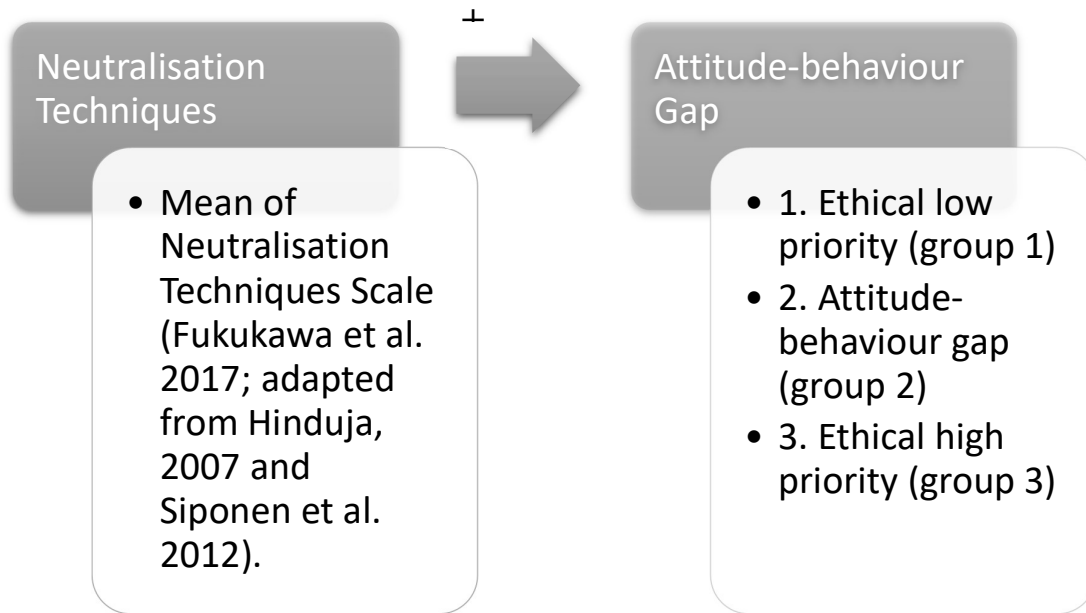 +
Neutralisation
Techniques
• Mean of
Neutralisation
Techniques Scale
(Fukukawa et al.
2017; adapted
from Hinduja,
2007 and
Siponen et al.
2012).
Attitude-behaviour
Gap
• 1. Ethical low
priority (group 1)
• 2. Attitude-
behaviour gap
(group 2)
• 3. Ethical high
priority (group 3)